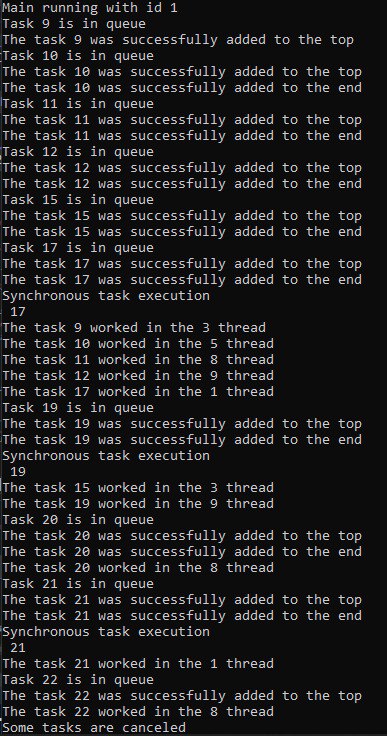 Main running with id 1
Task 9 is in queue
The task 9 was successfully added to the top
Task 10 is in queue
The task 10 was successfully added to the top
The task 10 was successfully added to the end
Task 11 is in queue
The task 11 was successfully added to the top
The task 11 was successfully added to the end
Task 12 is in queue
The task 12 was successfully added to the top
The task 12 was successfully added to the end
Task 15 is in queue
The task 15 was successfully added to the top
The task 15 was successfully added to the end
Task 17 is in queue
The task 17 was successfully added to the top
The task 17 was successfully added to the end
Synchronous task execution
17
The task 9 worked in the 3 thread
The task 10 worked in the 5 thread
The task 11 worked in the 8 thread
The task 12 worked in the 9 thread
The task 17 worked in the 1 thread
Task 19 is in queue
The task 19 was successfully added to the top
The task 19 was successfully added to the end
Synchronous task execution
19
The task 15 worked in the 3 thread
The task 19 worked in the 9 thread
Task 20 is in queue
The task 20 was successfully added to the top
The task 20 was successfully added to the end
The task 20 worked in the 8 thread
Task 21 is in queue
The task 21 was successfully added to the top
The task 21 was successfully added to the end
Synchronous task execution
21
The task 21 worked in the 1 thread
Task 22 is in queue
The task 22 was successfully added to the top
The task 22 worked in the 8 thread
Some tasks are canceled